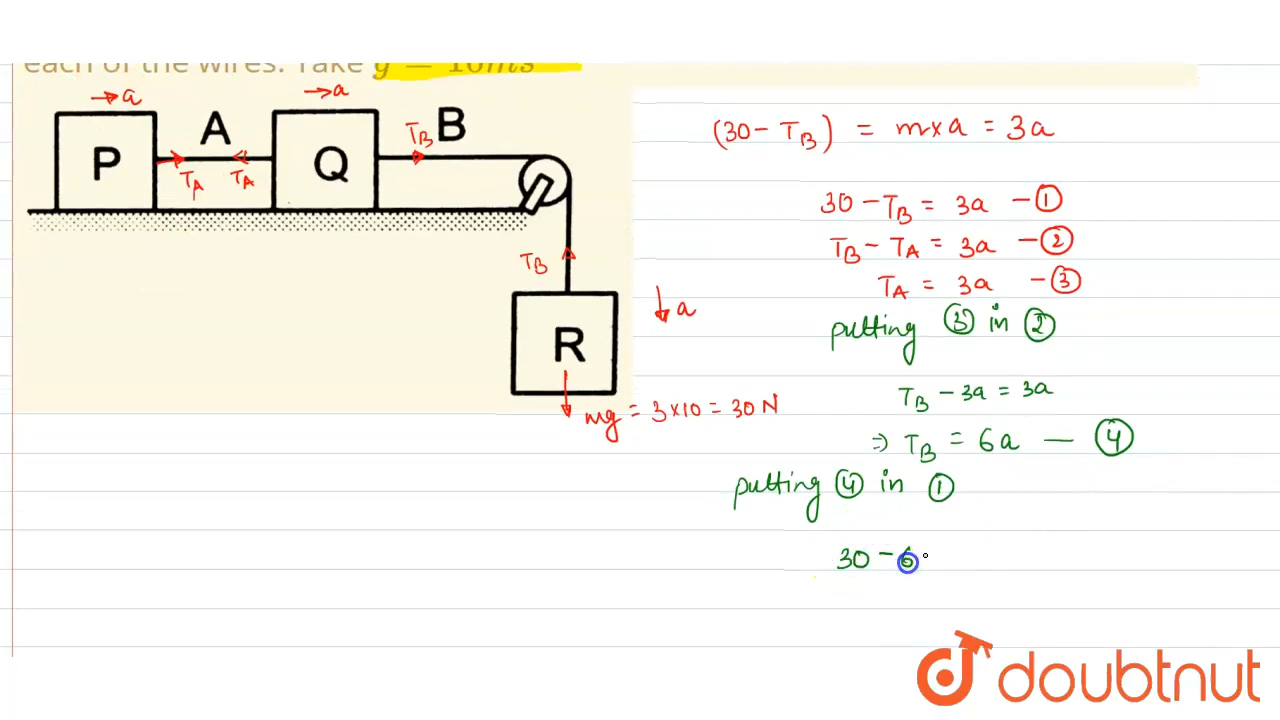 each of the wires. Take g = 10ms
→ a
→ a
A
T_B B
P
Q
T_A T_A
T_B
↓ a
R
mg = 3 × 10 = 30 N
(30 - T_B) = m×a = 3a
30 - T_B = 3a - ①
T_B - T_A = 3a - ②
T_A = 3a - ③
putting ③ in ②
T_B - 3a = 3a
⇒ T_B = 6a — ④
putting ④ in ①
30 - 6
doubtnut